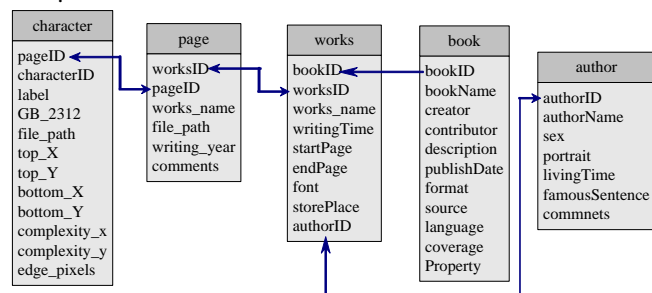 character
pageID
characterID
label
GB_2312
file_path
top_X
top_Y
bottom_X
bottom_Y
complexity_x
complexity_y
edge_pixels
page
worksID
pageID
works_name
file_path
writing_year
comments
works
bookID
worksID
works_name
writingTime
startPage
endPage
font
storePlace
authorID
book
bookID
bookName
creator
contributor
description
publishDate
format
source
language
coverage
Property
author
authorID
authorName
sex
portrait
livingTime
famousSentence
commnets